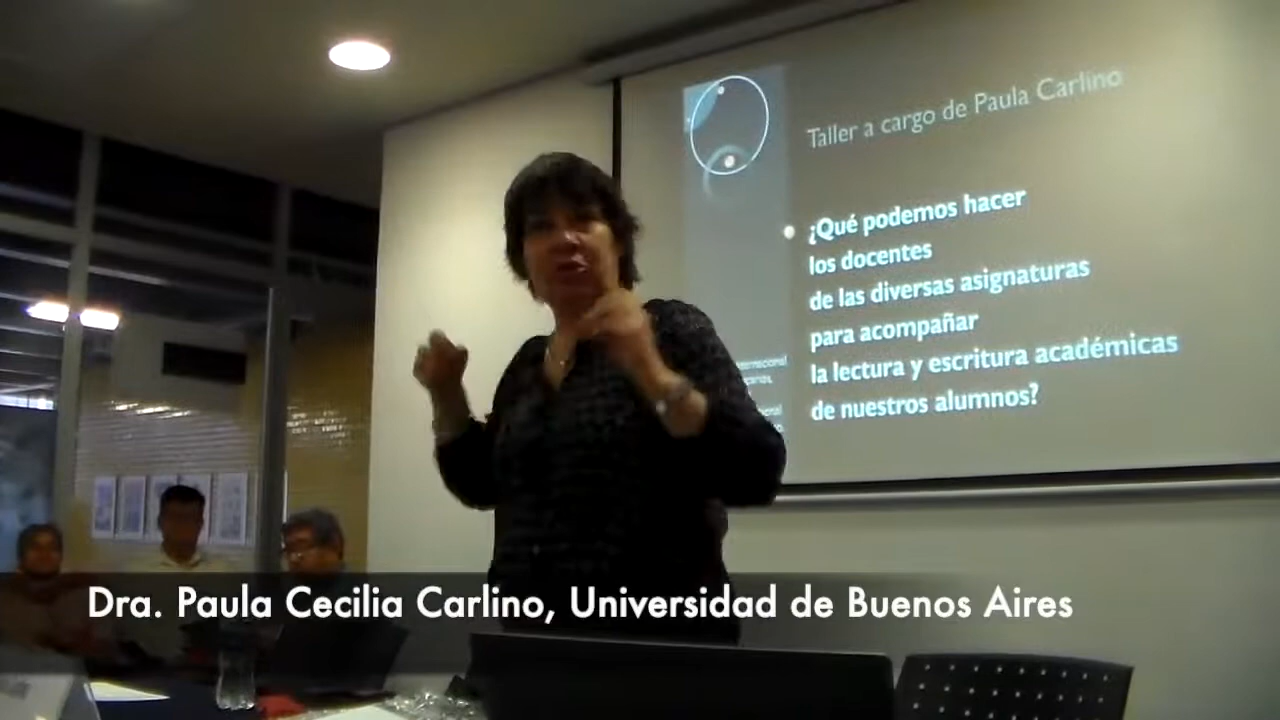 Taller a cargo de Paula Carlino
¿Qué podemos hacer
los docentes
de las diversas asignaturas
para acompañar
la lectura y escritura académicas
de nuestros alumnos?
Dra. Paula Cecilia Carlino, Universidad de Buenos Aires